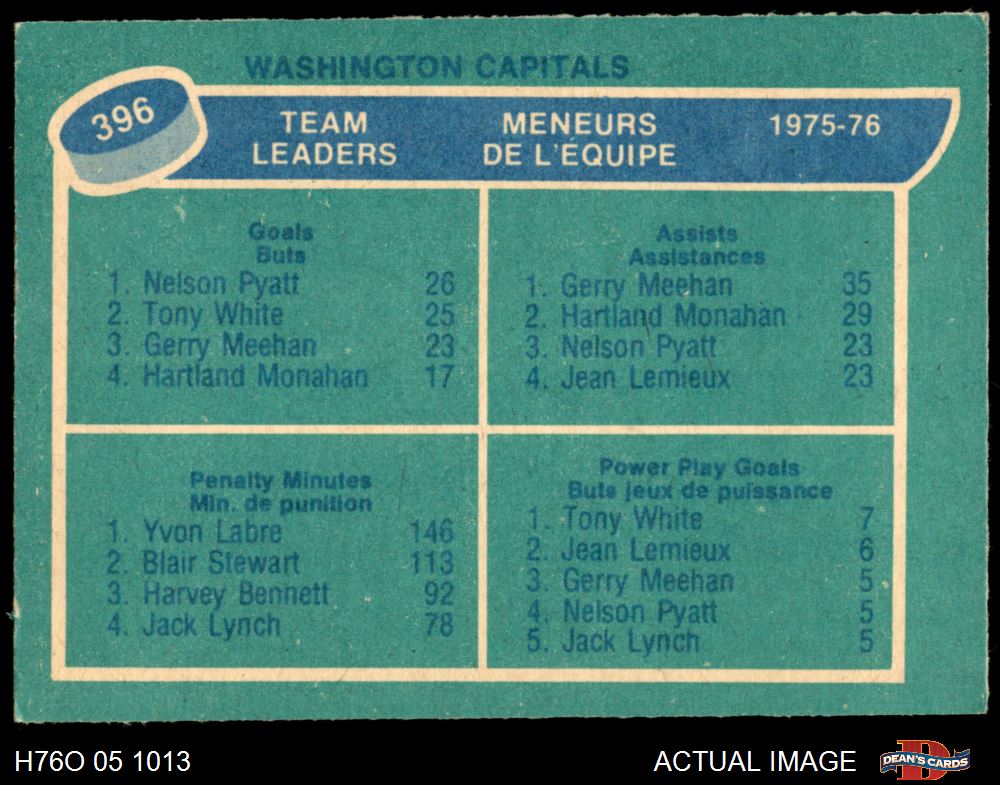 WASHINGTON CAPITALS
396
TEAM LEADERS
MENEURS DE L'ÉQUIPE
1975-76
Goals
Buts
1. Nelson Pyatt 26
2. Tony White 25
3. Gerry Meehan 23
4. Hartland Monahan 17
Assists
Assistances
1. Gerry Meehan 35
2. Hartland Monahan 29
3. Nelson Pyatt 23
4. Jean Lemieux 23
Penalty Minutes
Min. de punition
1. Yvon Labre 146
2. Blair Stewart 113
3. Harvey Bennett 92
4. Jack Lynch 78
Power Play Goals
Buts jeux de puissance
1. Tony White 7
2. Jean Lemieux 6
3. Gerry Meehan 5
4. Nelson Pyatt 5
5. Jack Lynch 5
H76O 05 1013
ACTUAL IMAGE
DEAN'S CARDS